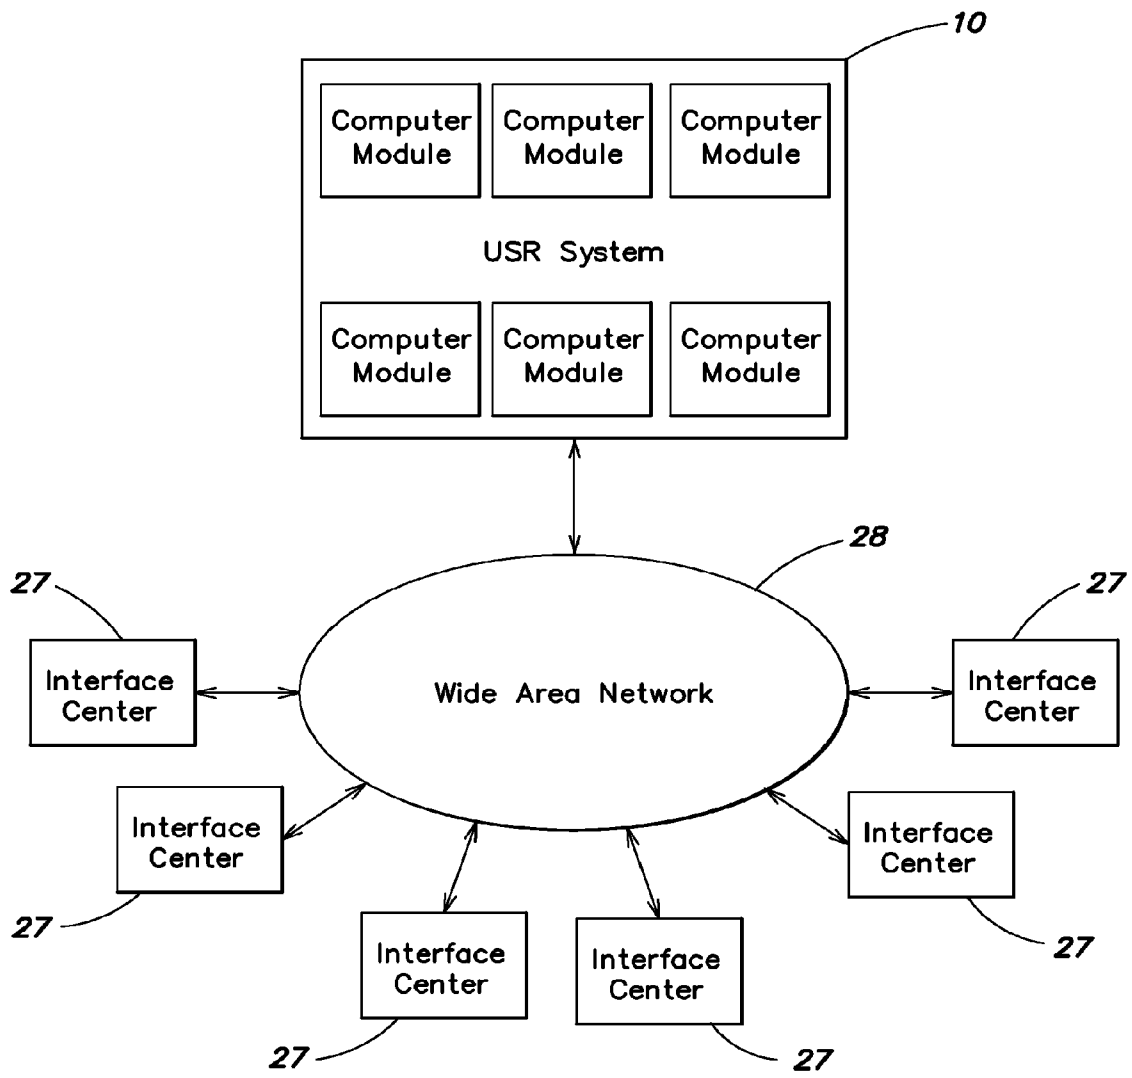 10
Computer
Module
Computer
Module
Computer
Module
USR System
Computer
Module
Computer
Module
Computer
Module
28
27
27
Interface
Center
Wide Area Network
Interface
Center
Interface
Center
Interface
Center
27
27
Interface
Center
Interface
Center
27
27